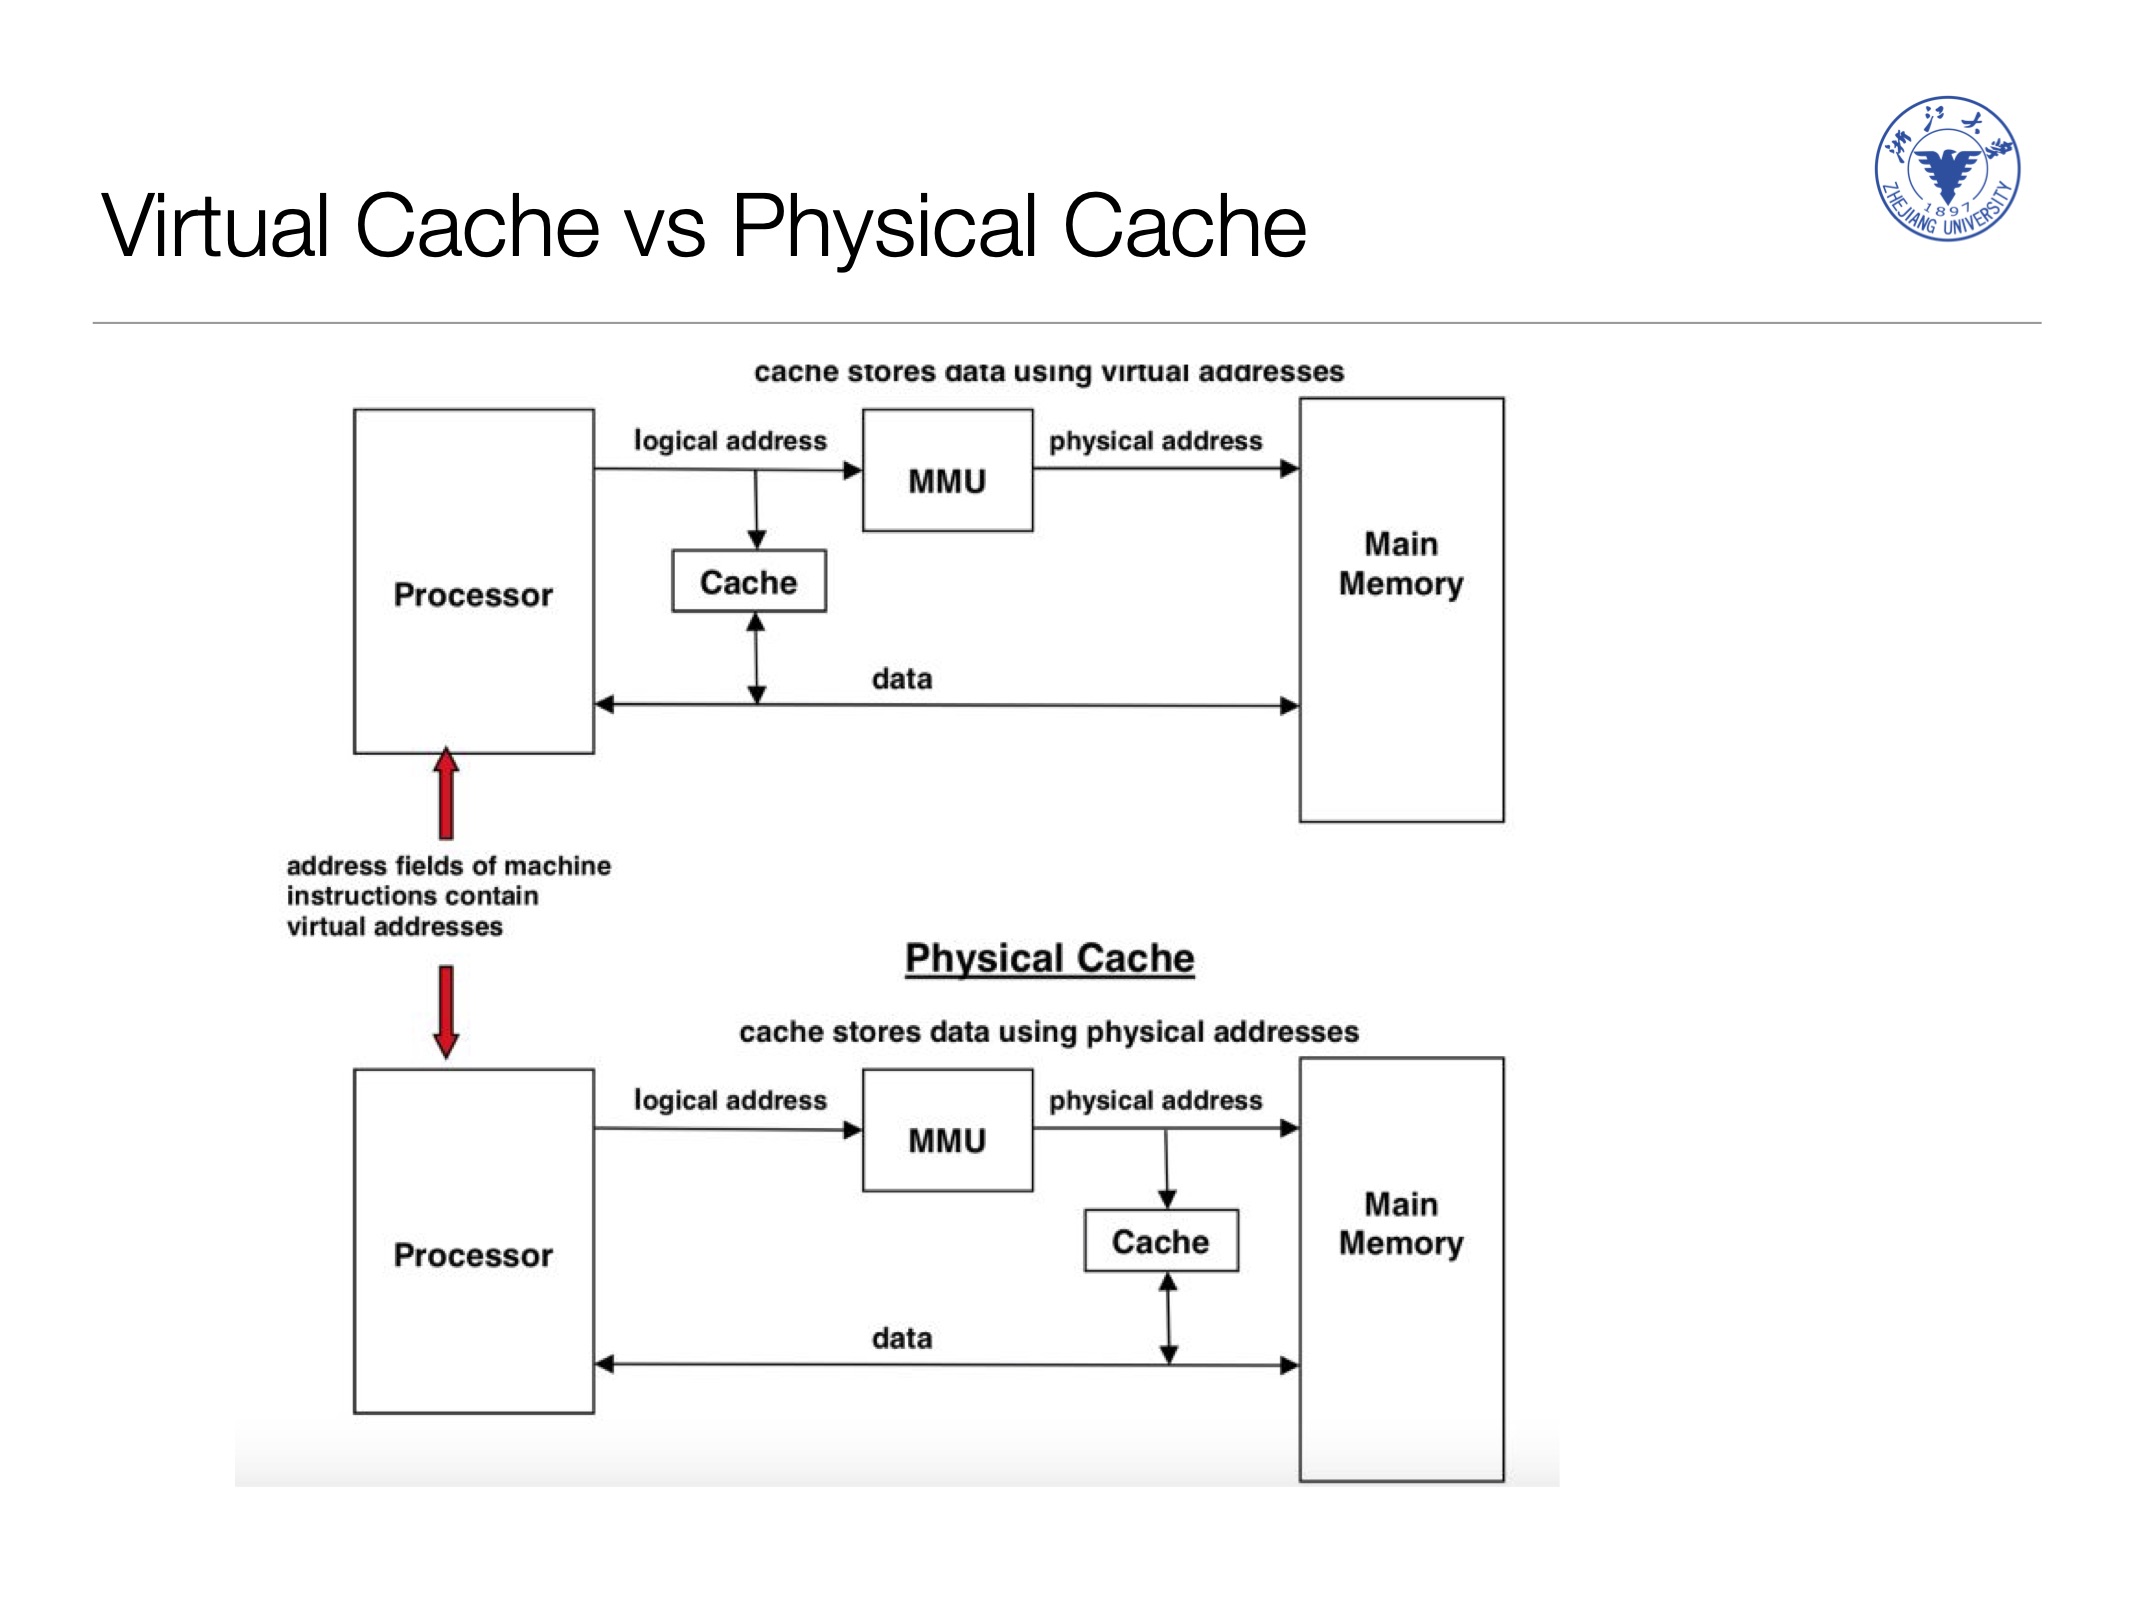 浙江大学
ZHEJIANG UNIVERSITY
1897
Virtual Cache vs Physical Cache
cache stores data using virtual addresses
logical address
physical address
MMU
Processor
Cache
Main
Memory
data
address fields of machine
instructions contain
virtual addresses
Physical Cache
cache stores data using physical addresses
logical address
physical address
MMU
Processor
Cache
Main
Memory
data